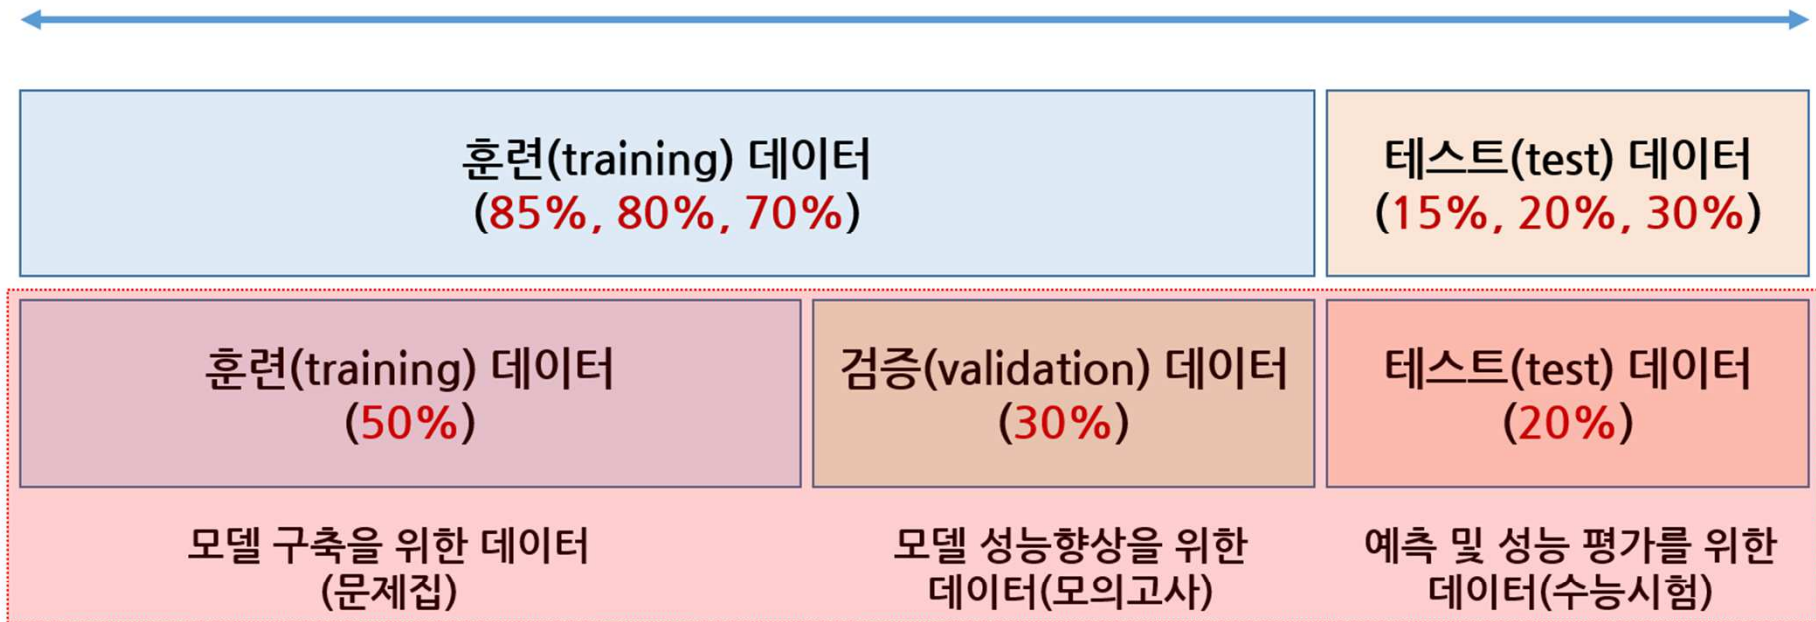 훈련(training) 데이터
(85%, 80%, 70%)
테스트(test) 데이터
(15%, 20%, 30%)
훈련(training) 데이터
(50%)
검증(validation) 데이터
(30%)
테스트(test) 데이터
(20%)
모델 구축을 위한 데이터
(문제집)
모델 성능향상을 위한
데이터(모의고사)
예측 및 성능 평가를 위한
데이터(수능시험)